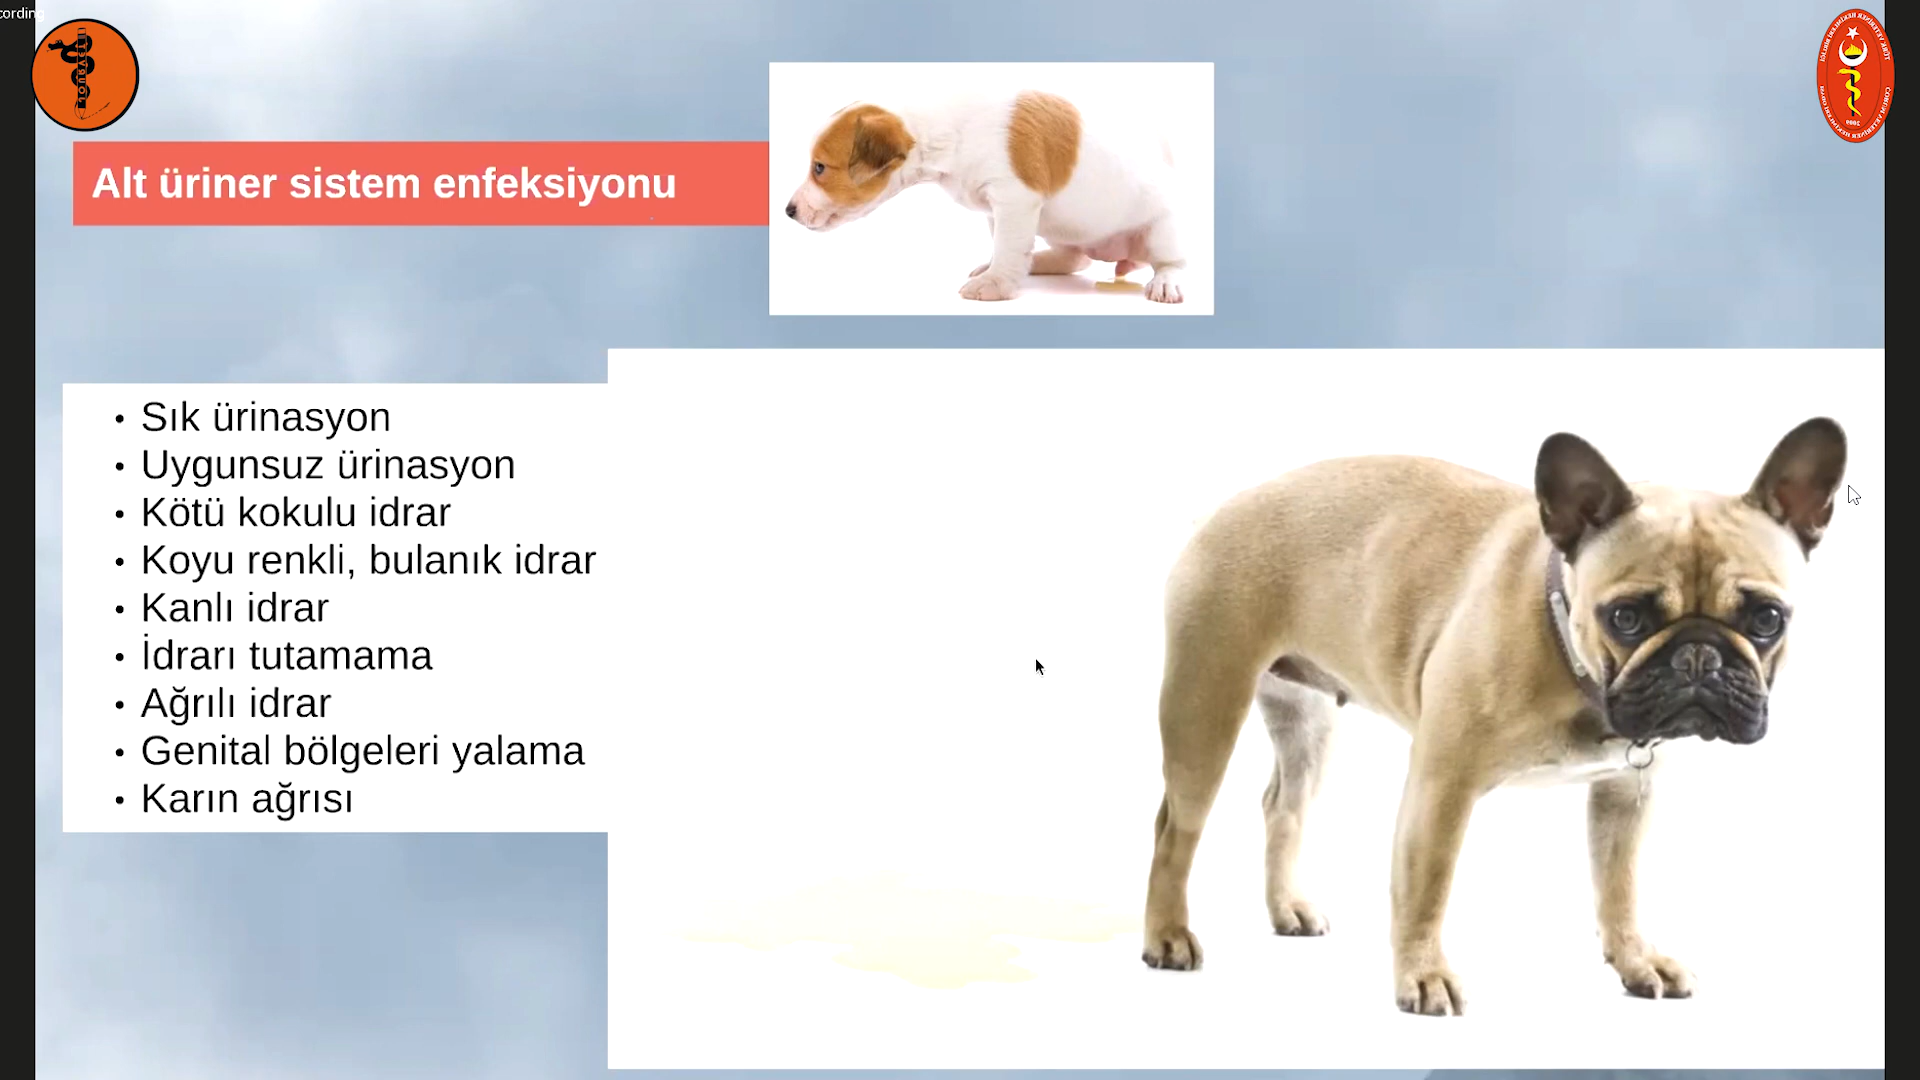 cording
Alt üriner sistem enfeksiyonu
• Sık ürinasyon
• Uygunsuz ürinasyon
• Kötü kokulu idrar
• Koyu renkli, bulanık idrar
• Kanlı idrar
• İdrarı tutamama
• Ağrılı idrar
• Genital bölgeleri yalama
• Karın ağrısı